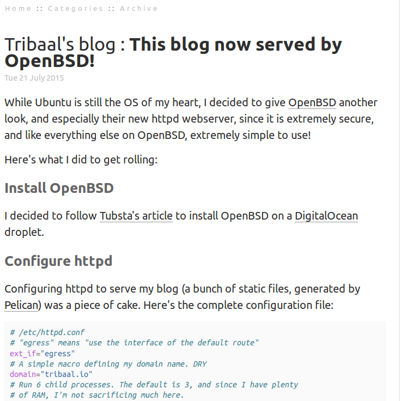 Home :: Categories :: Archive
Tribaal's blog : This blog now served by
OpenBSD!
Tue 21 July 2015
While Ubuntu is still the OS of my heart, I decided to give OpenBSD another
look, and especially their new httpd webserver, since it is extremely secure,
and like everything else on OpenBSD, extremely simple to use!
Here's what I did to get rolling:
Install OpenBSD
I decided to follow Tubsta's article to install OpenBSD on a DigitalOcean
droplet.
Configure httpd
Configuring httpd to serve my blog (a bunch of static files, generated by
Pelican) was a piece of cake. Here's the complete configuration file:
# /etc/httpd.conf
# "egress" means "use the interface of the default route"
ext_if="egress"
# A simple macro defining my domain name. DRY
domain="tribaal.io"
# Run 6 child processes. The default is 3, and since I have plenty
# of RAM, I'm not sacrificing much here.